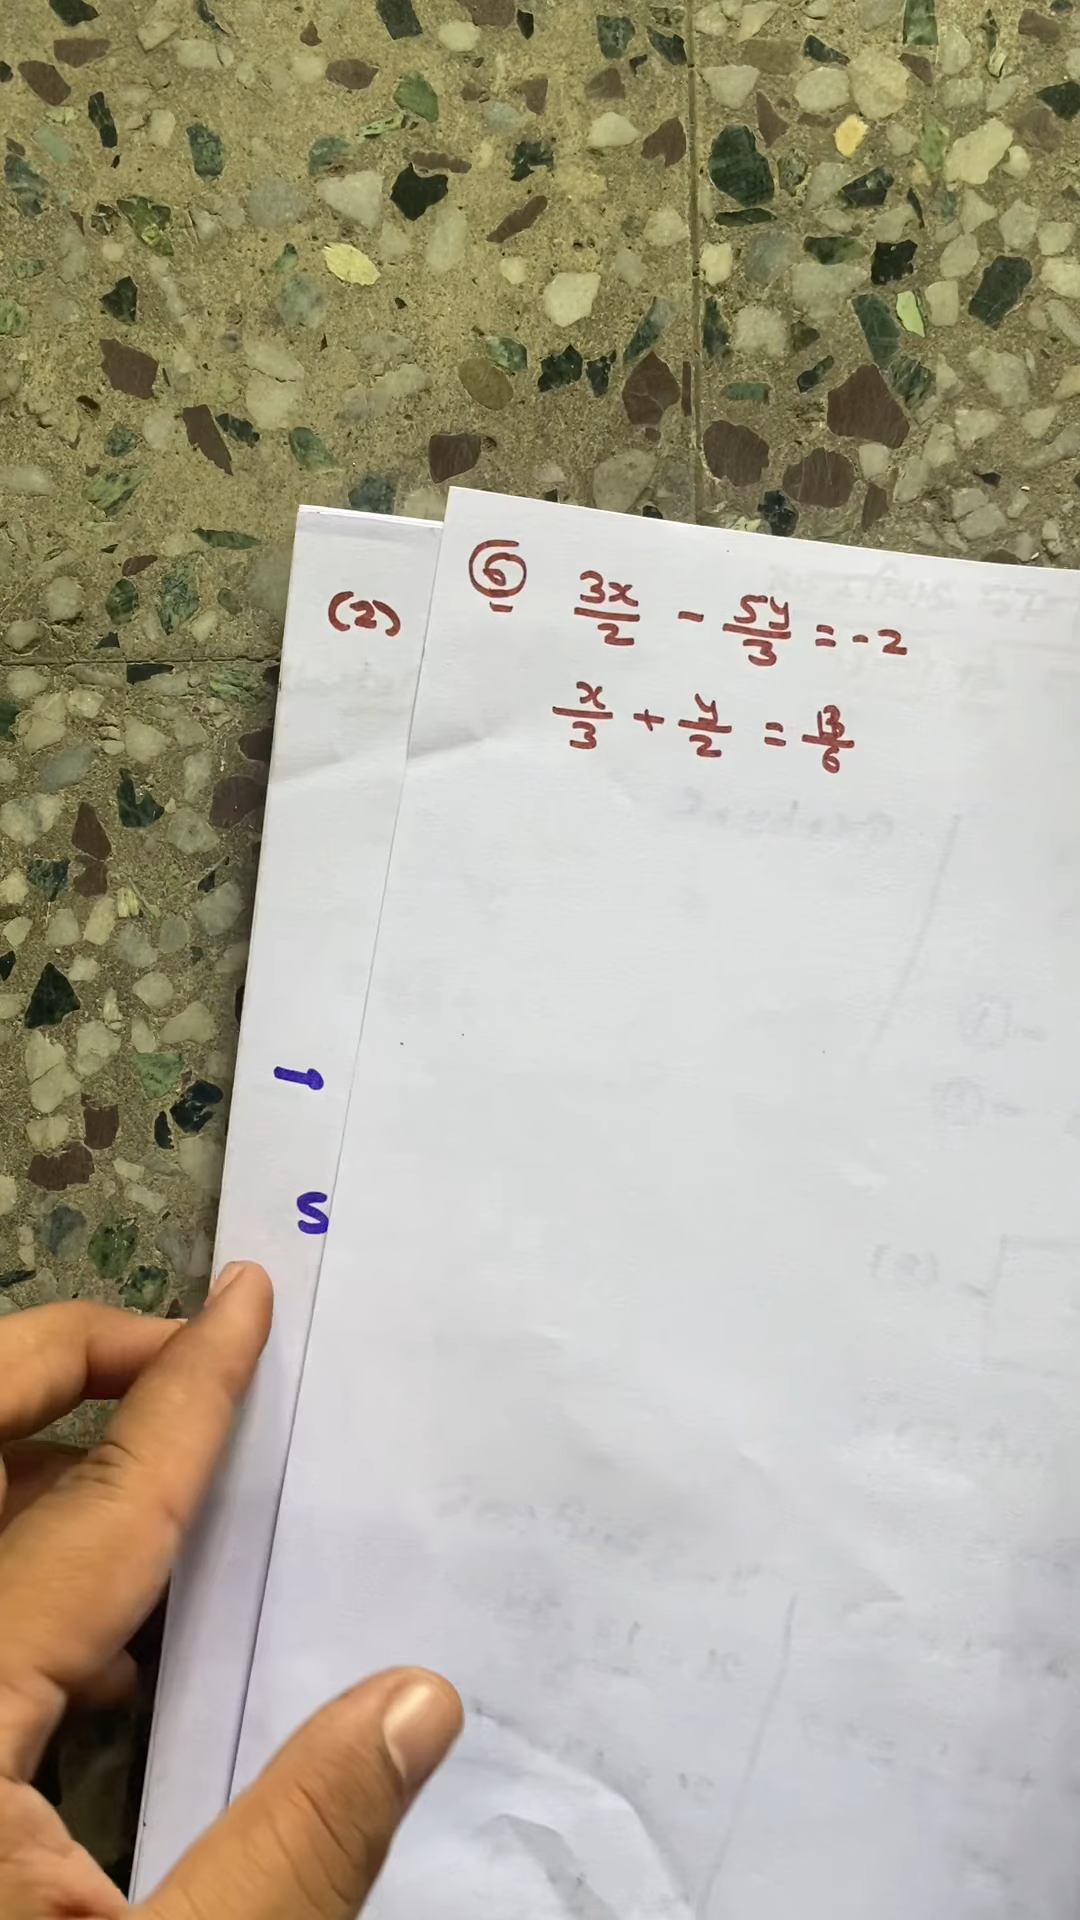 (2)
⑥ 3x/2 - 5y/3 = -2
x/3 + y/2 = 13/6
1
S